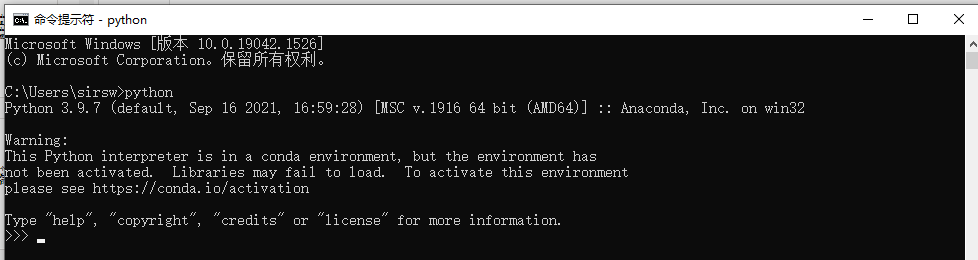 命令提示符 - python
Microsoft Windows [版本 10.0.19042.1526]
(c) Microsoft Corporation。保留所有权利。
C:\Users\sirsw>python
Python 3.9.7 (default, Sep 16 2021, 16:59:28) [MSC v.1916 64 bit (AMD64)] :: Anaconda, Inc. on win32
Warning:
This Python interpreter is in a conda environment, but the environment has
not been activated.  Libraries may fail to load.  To activate this environment
please see https://conda.io/activation
Type "help", "copyright", "credits" or "license" for more information.
>>>